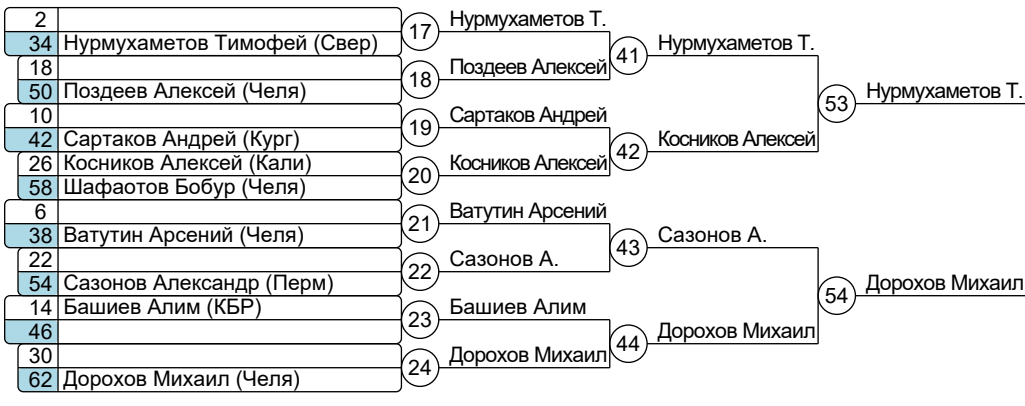 2
34 Нурмухаметов Тимофей (Свер)
17
Нурмухаметов Т.
18
50 Поздеев Алексей (Челя)
18
Поздеев Алексей
41
Нурмухаметов Т.
10
42 Сартаков Андрей (Кург)
19
Сартаков Андрей
26 Косников Алексей (Кали)
58 Шафаотов Бобур (Челя)
20
Косников Алексей
42
Косников Алексей
53
Нурмухаметов Т.
6
38 Ватутин Арсений (Челя)
21
Ватутин Арсений
22
54 Сазонов Александр (Перм)
22
Сазонов А.
43
Сазонов А.
14 Башиев Алим (КБР)
46
23
Башиев Алим
30
62 Дорохов Михаил (Челя)
24
Дорохов Михаил
44
Дорохов Михаил
54
Дорохов Михаил